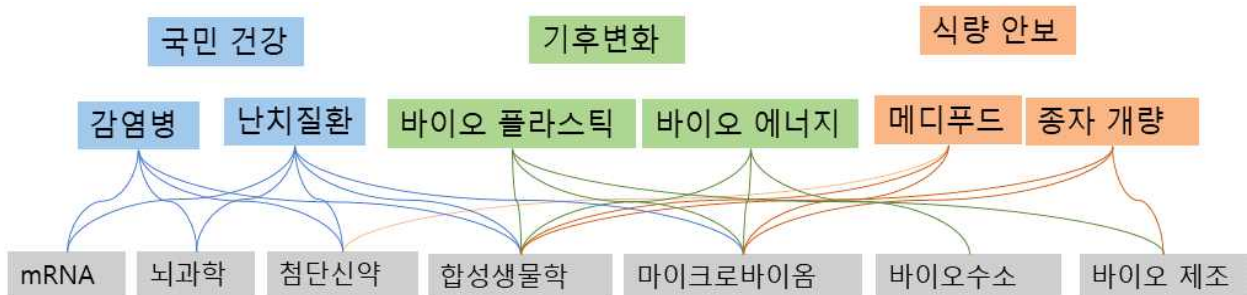 국민 건강
기후변화
식량 안보
감염병
난치질환
바이오 플라스틱
바이오 에너지
메디푸드
종자 개량
mRNA
뇌과학
첨단신약
합성생물학
마이크로바이옴
바이오수소
바이오 제조